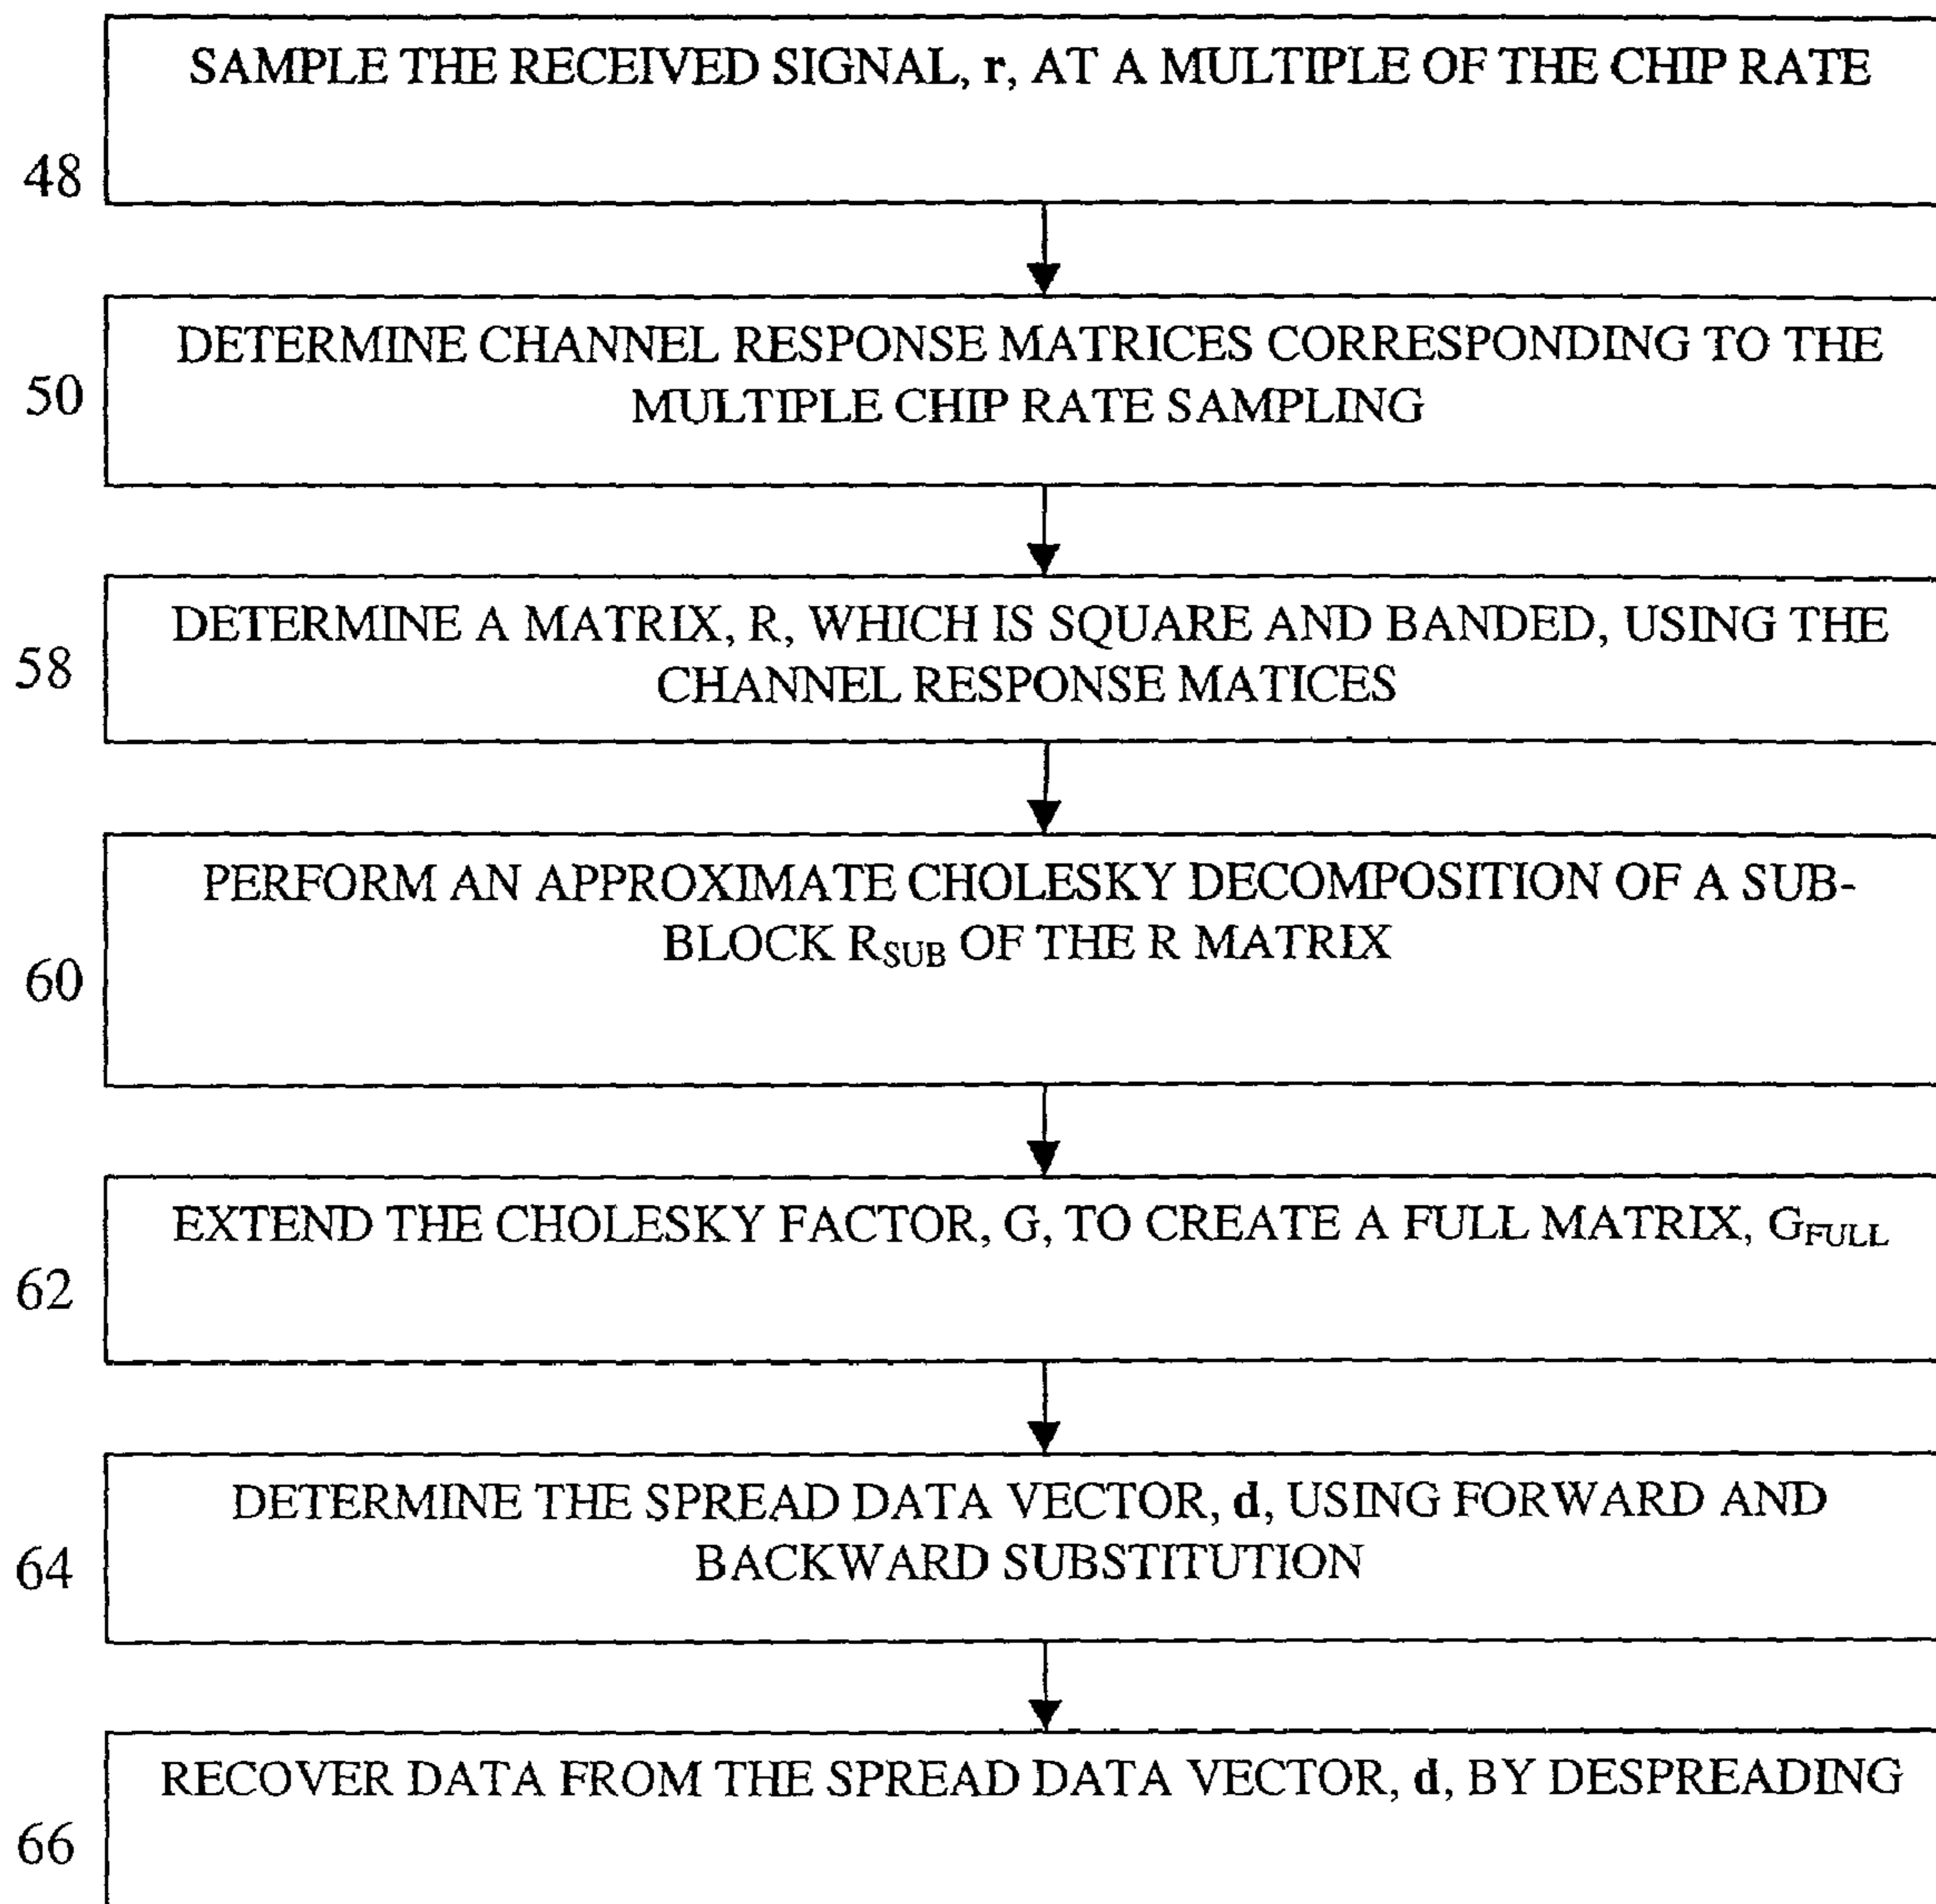 SAMPLE THE RECEIVED SIGNAL, r, AT A MULTIPLE OF THE CHIP RATE
48
DETERMINE CHANNEL RESPONSE MATRICES CORRESPONDING TO THE
MULTIPLE CHIP RATE SAMPLING
50
DETERMINE A MATRIX, R, WHICH IS SQUARE AND BANDED, USING THE
CHANNEL RESPONSE MATICES
58
PERFORM AN APPROXIMATE CHOLESKY DECOMPOSITION OF A SUB-
BLOCK RSUB OF THE R MATRIX
60
EXTEND THE CHOLESKY FACTOR, G, TO CREATE A FULL MATRIX, GFULL
62
DETERMINE THE SPREAD DATA VECTOR, d, USING FORWARD AND
BACKWARD SUBSTITUTION
64
RECOVER DATA FROM THE SPREAD DATA VECTOR, d, BY DESPREADING
66